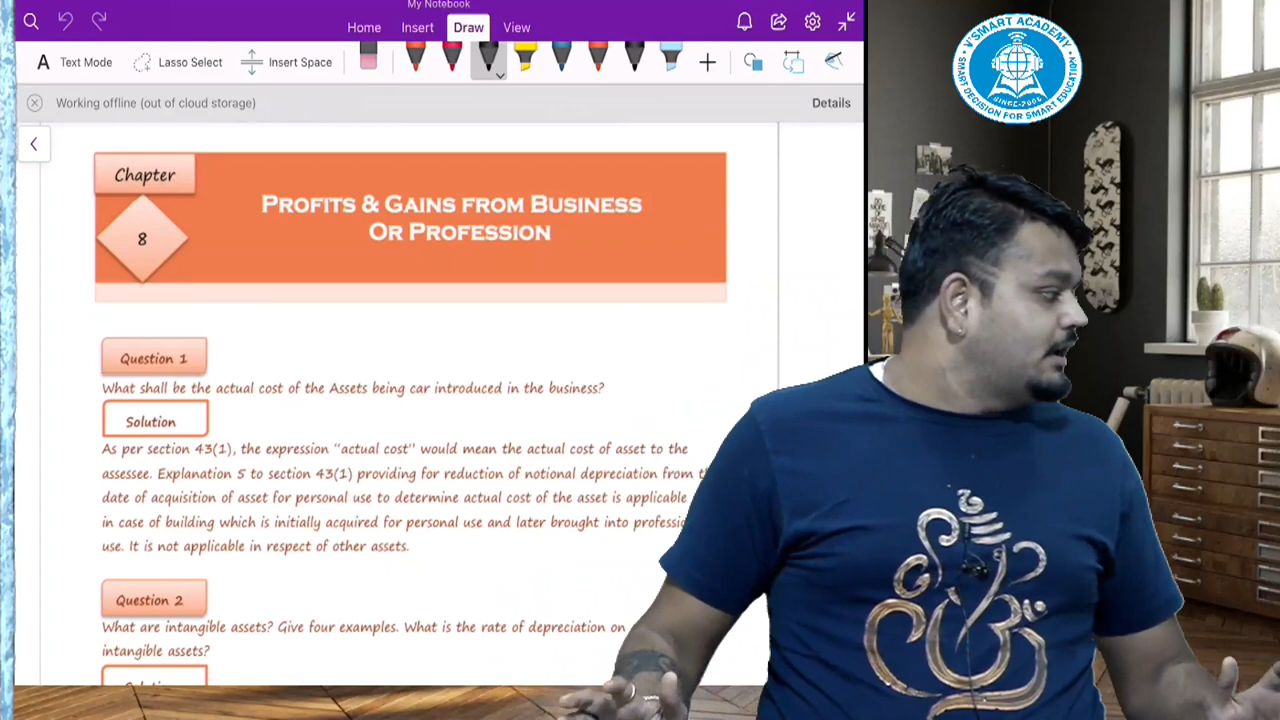 My Notebook
Home Insert Draw View
Text Mode Lasso Select Insert Space
Working offline (out of cloud storage) Details
Chapter
8
PROFITS & GAINS FROM BUSINESS
OR PROFESSION
Question 1
What shall be the actual cost of the Assets being car introduced in the business?
Solution
As per section 43(1), the expression “actual cost” would mean the actual cost of asset to the
assessee. Explanation 5 to section 43(1) providing for reduction of notional depreciation from
date of acquisition of asset for personal use to determine actual cost of the asset is applicable
in case of building which is initially acquired for personal use and later brought into
use. It is not applicable in respect of other assets.
Question 2
What are intangible assets? Give four examples. What is the rate of depreciation on
intangible assets?
V'SMART ACADEMY
SINCE-2006
SMART DECISION FOR SMART EDUCATION